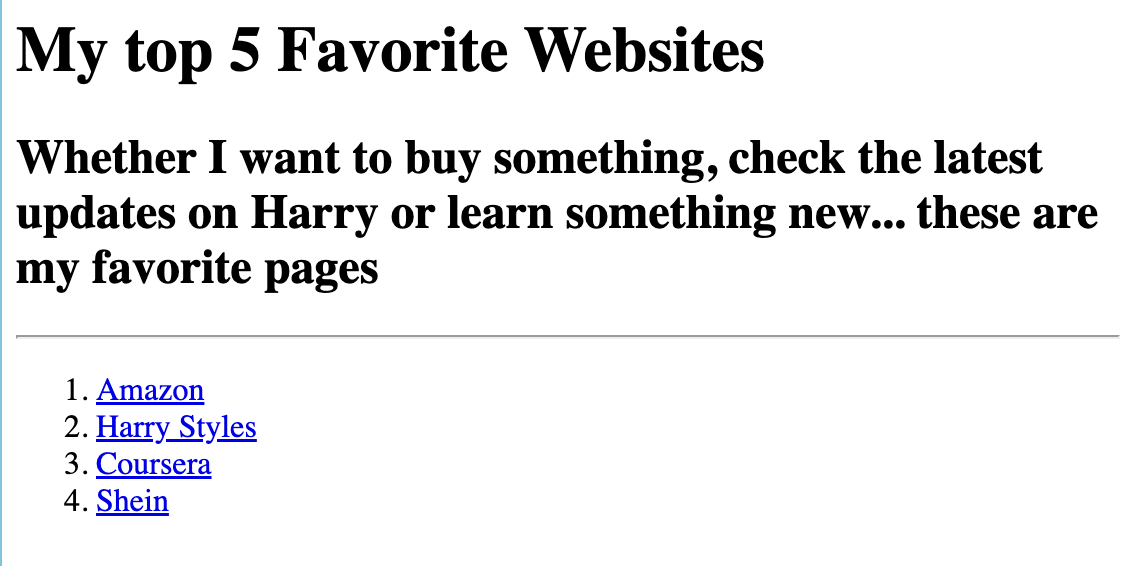 My top 5 Favorite Websites
Whether I want to buy something, check the latest
updates on Harry or learn something new... these are
my favorite pages
1. Amazon
2. Harry Styles
3. Coursera
4. Shein